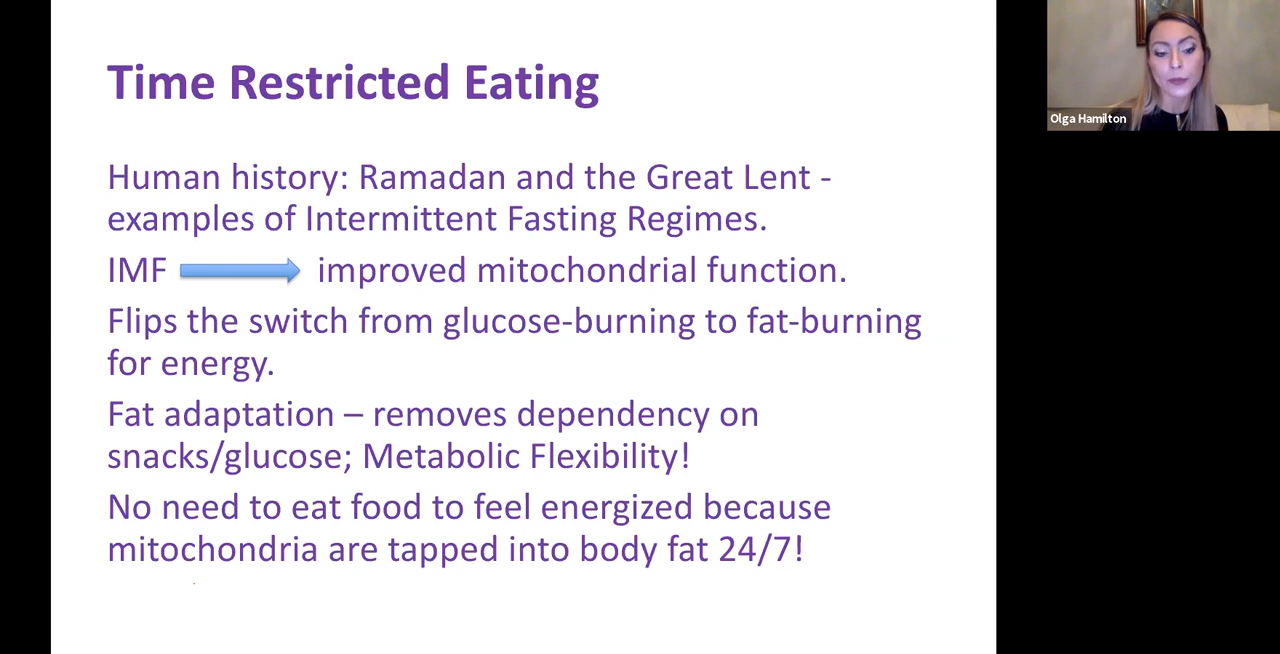 Time Restricted Eating
Human history: Ramadan and the Great Lent -
examples of Intermittent Fasting Regimes.
IMF improved mitochondrial function.
Flips the switch from glucose-burning to fat-burning
for energy.
Fat adaptation – removes dependency on
snacks/glucose; Metabolic Flexibility!
No need to eat food to feel energized because
mitochondria are tapped into body fat 24/7!
Olga Hamilton